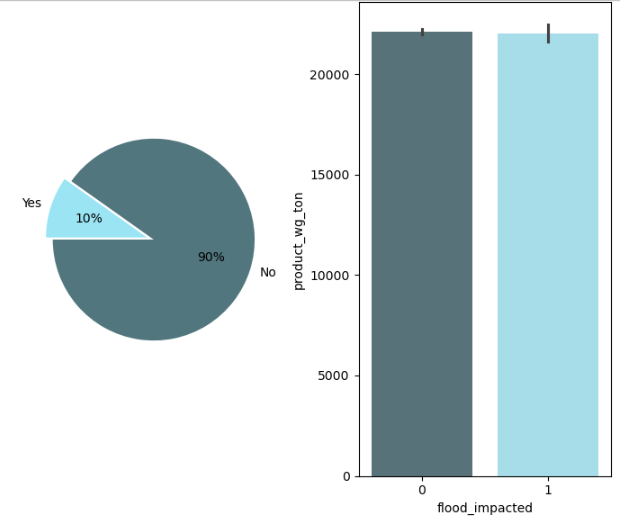 Yes
10%
90%
No
product_wg_ton
20000
15000
10000
5000
0
0 1
flood_impacted